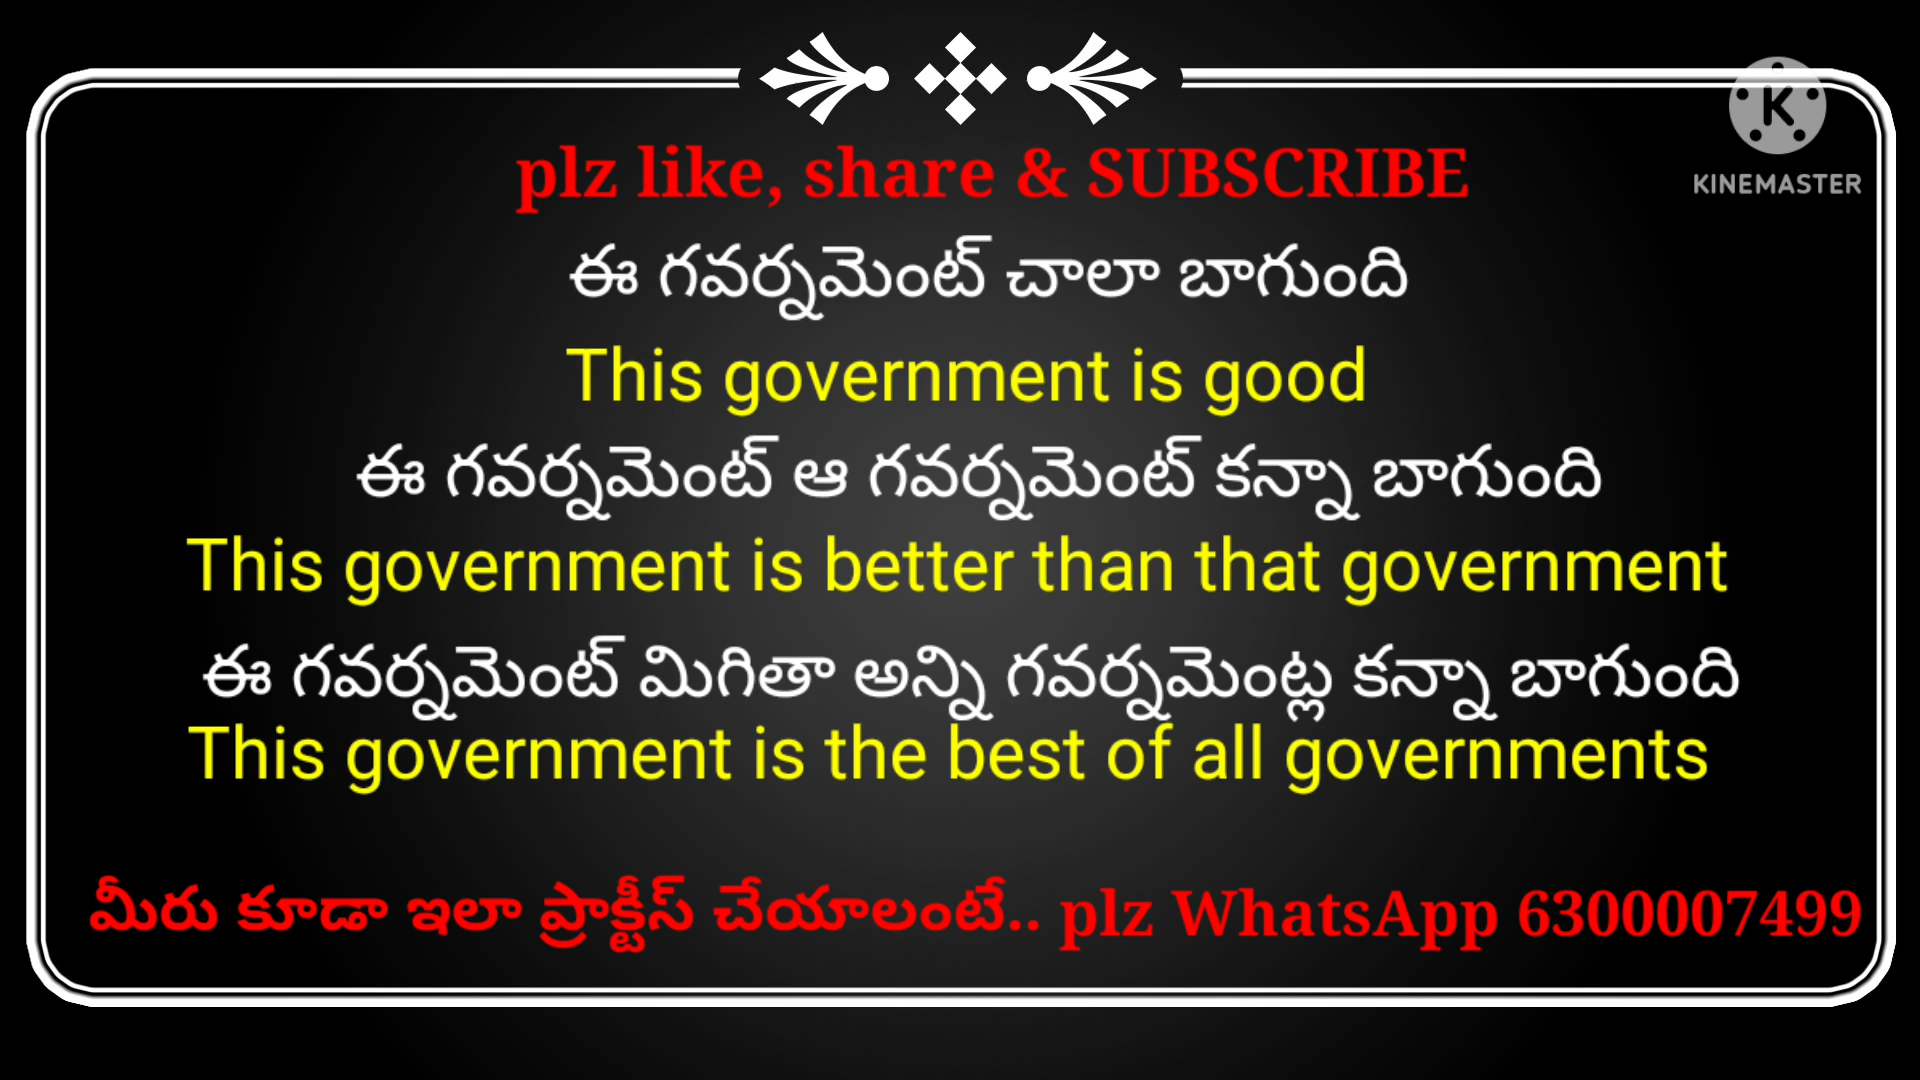 plz like, share & SUBSCRIBE
KINEMASTER
ఈ గవర్నమెంట్ చాలా బాగుంది
This government is good
ఈ గవర్నమెంట్ ఆ గవర్నమెంట్ కన్నా బాగుంది
This government is better than that government
ఈ గవర్నమెంట్ మిగితా అన్ని గవర్నమెంట్ల కన్నా బాగుంది
This government is the best of all governments
మీరు కూడా ఇలా ప్రాక్టీస్ చేయాలంటే.. plz WhatsApp 6300007499